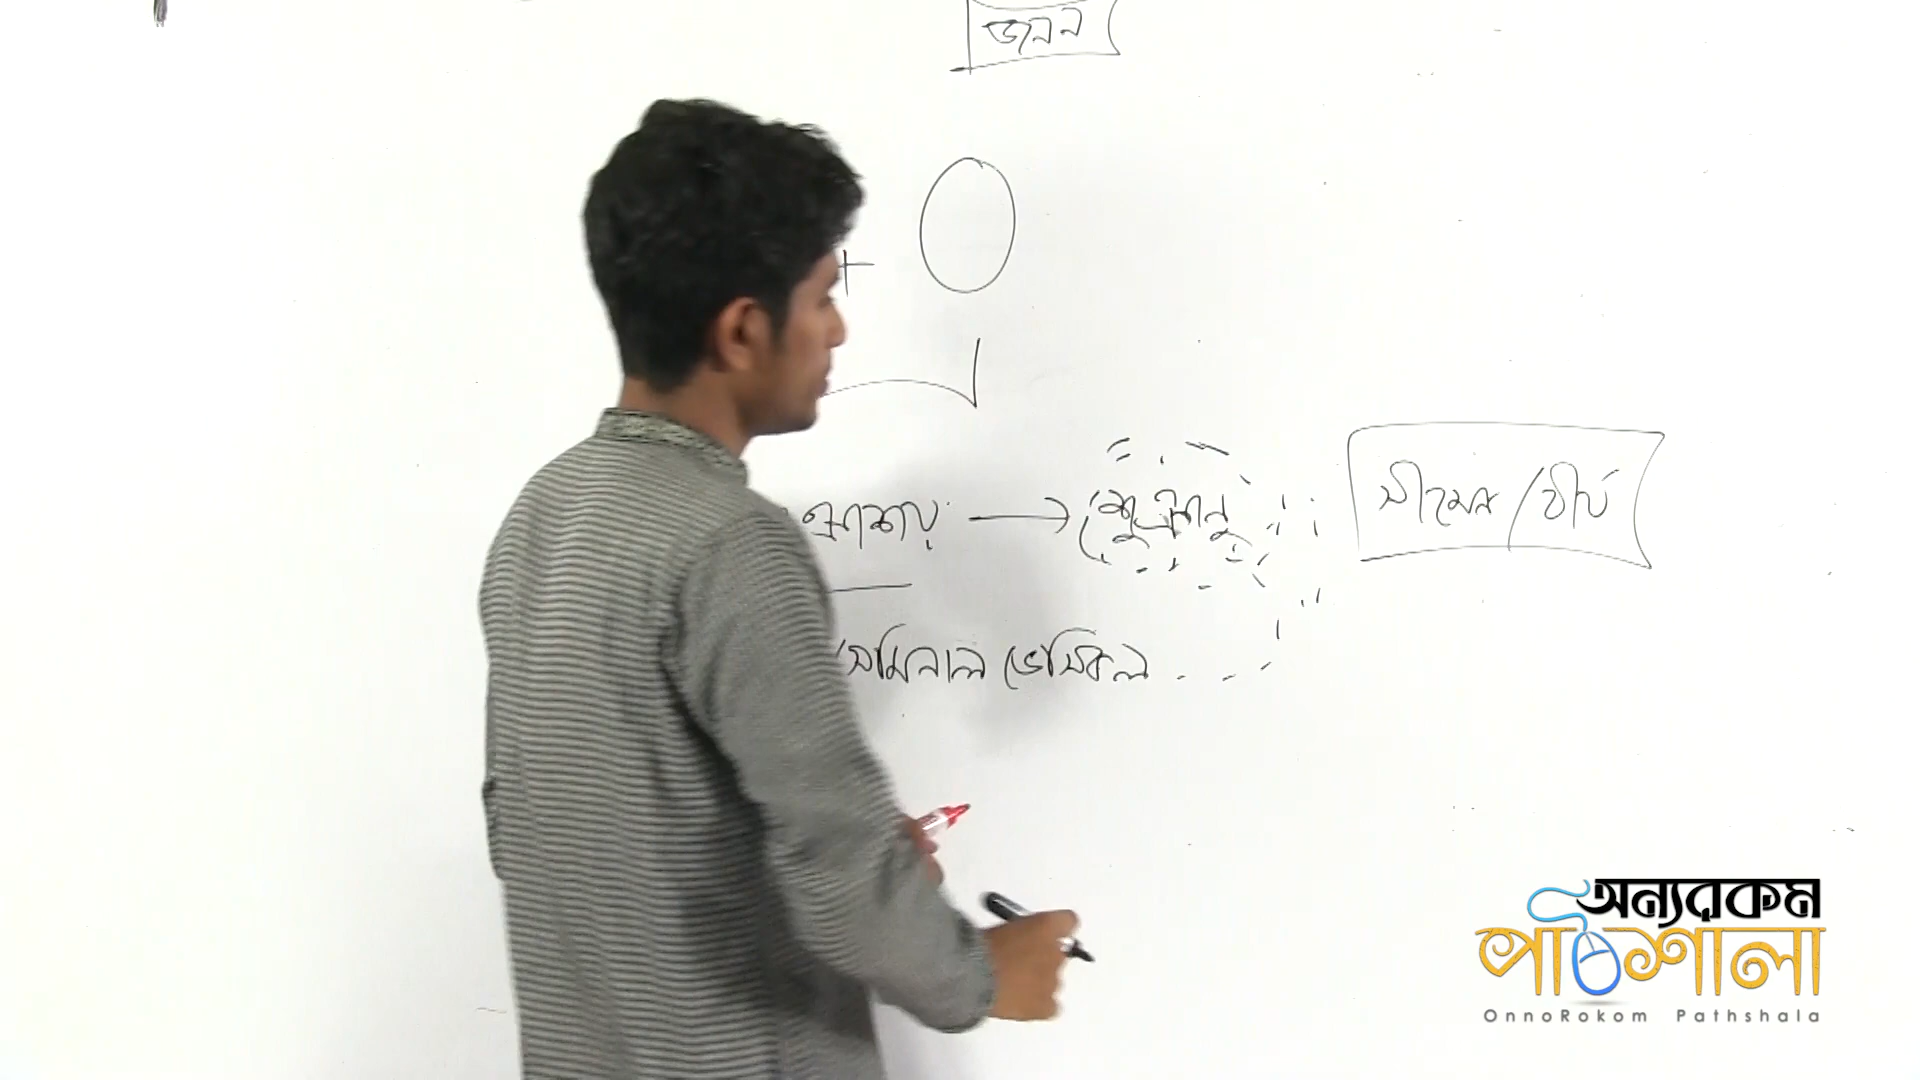 জনন
+
→ শুক্রাণু
সীমেন / বীর্য
সেমিনাল ভেসিকল
অন্যরকম
পাঠশালা
OnnoRokom Pathshala